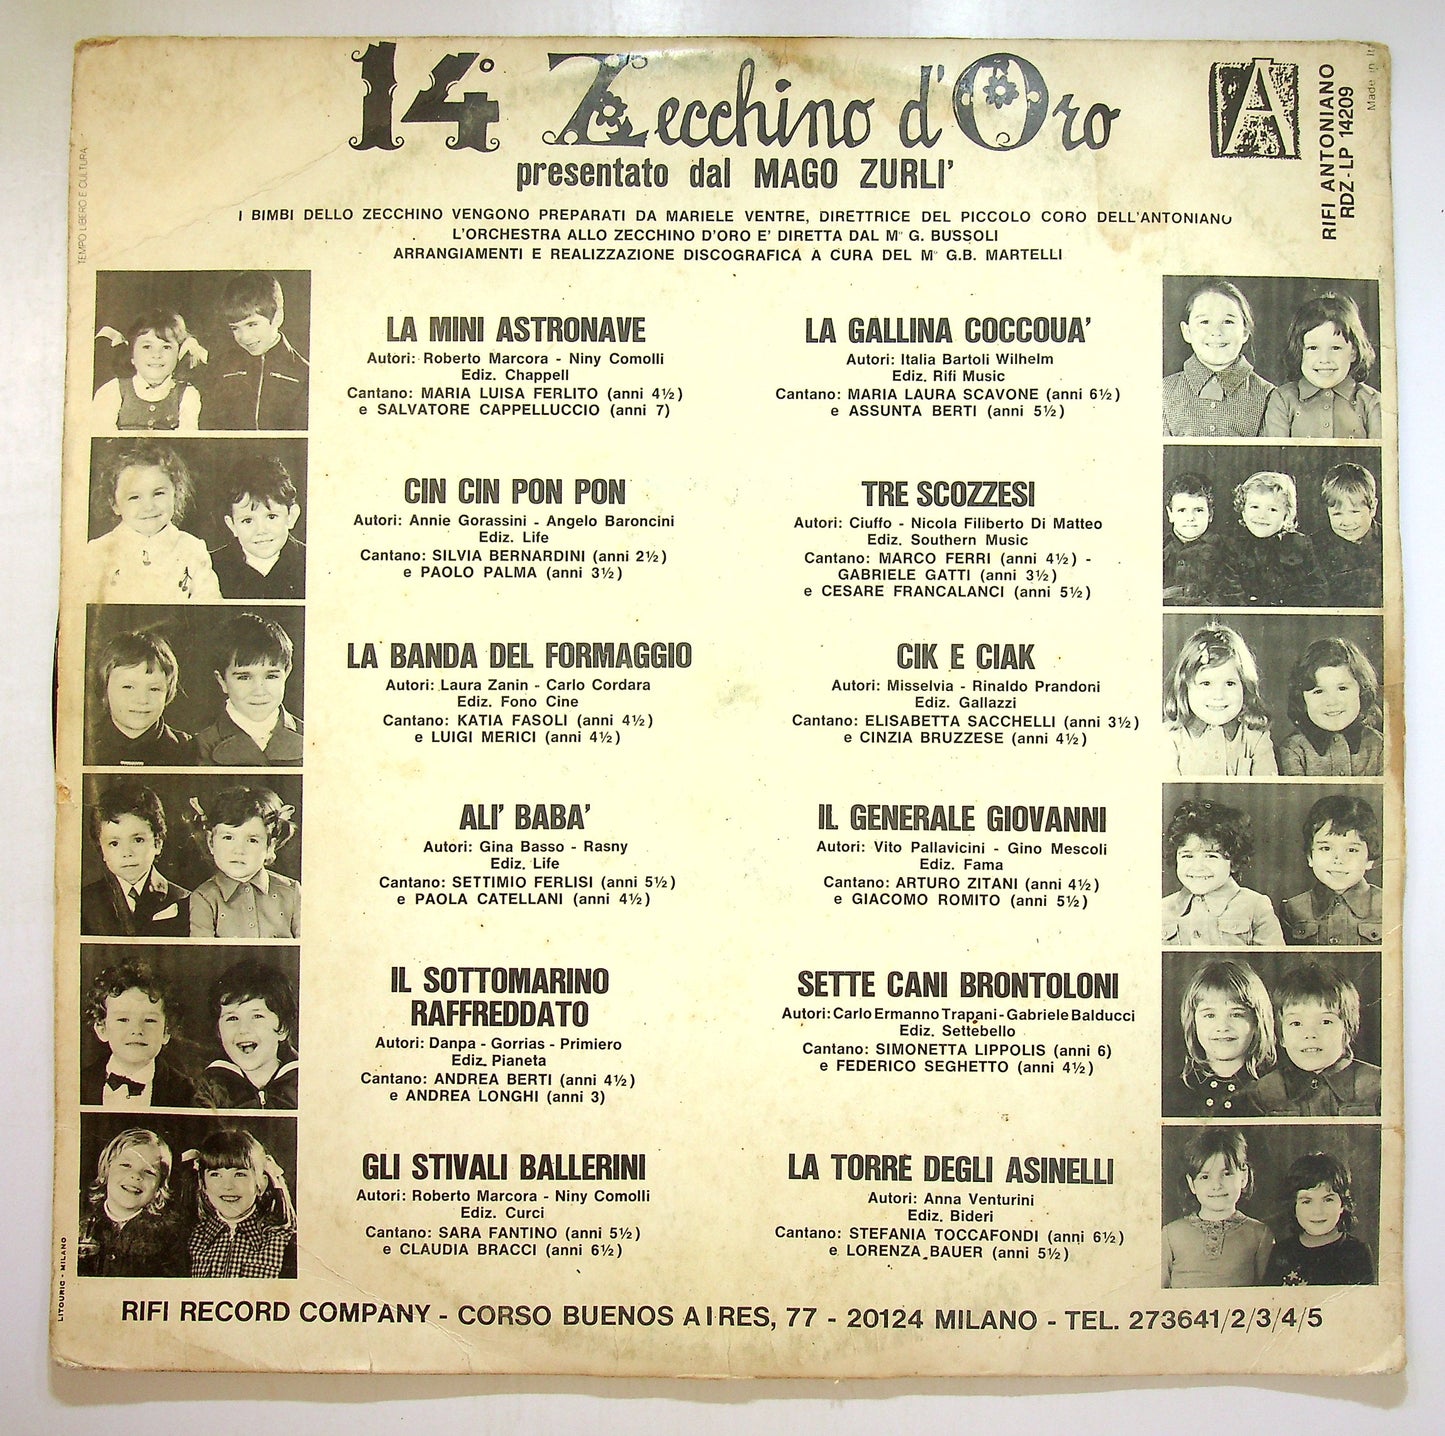 14° Zecchino d'Oro
presentato dal MAGO ZURLI'
A
RIFI ANTONIANO
RDZ-LP 14209
Made in It
TEMPO LIBERO E CULTURA
I BIMBI DELLO ZECCHINO VENGONO PREPARATI DA MARIELE VENTRE, DIRETTRICE DEL PICCOLO CORO DELL'ANTONIANO
L'ORCHESTRA ALLO ZECCHINO D'ORO E' DIRETTA DAL M° G. BUSSOLI
ARRANGIAMENTI E REALIZZAZIONE DISCOGRAFICA A CURA DEL M° G.B. MARTELLI
LA MINI ASTRONAVE
Autori: Roberto Marcora - Niny Comolli
Ediz. Chappell
Cantano: MARIA LUISA FERLITO (anni 4½)
e SALVATORE CAPPELLUCCIO (anni 7)
CIN CIN PON PON
Autori: Annie Gorassini - Angelo Baroncini
Ediz. Life
Cantano: SILVIA BERNARDINI (anni 2½)
e PAOLO PALMA (anni 3½)
LA BANDA DEL FORMAGGIO
Autori: Laura Zanin - Carlo Cordara
Ediz. Fono Cine
Cantano: KATIA FASOLI (anni 4½)
e LUIGI MERICI (anni 4½)
ALI' BABA'
Autori: Gina Basso - Rasny
Ediz. Life
Cantano: SETTIMIO FERLISI (anni 5½)
e PAOLA CATELLANI (anni 4½)
IL SOTTOMARINO
RAFFREDDATO
Autori: Danpa - Gorrias - Primiero
Ediz. Pianeta
Cantano: ANDREA BERTI (anni 4½)
e ANDREA LONGHI (anni 3)
GLI STIVALI BALLERINI
Autori: Roberto Marcora - Niny Comolli
Ediz. Curci
Cantano: SARA FANTINO (anni 5½)
e CLAUDIA BRACCI (anni 6½)
LA GALLINA COCCOUA'
Autori: Italia Bartoli Wilhelm
Ediz. Rifi Music
Cantano: MARIA LAURA SCAVONE (anni 6½)
e ASSUNTA BERTI (anni 5½)
TRE SCOZZESI
Autori: Ciuffo - Nicola Filiberto Di Matteo
Ediz. Southern Music
Cantano: MARCO FERRI (anni 4½) -
GABRIELE GATTI (anni 3½)
e CESARE FRANCALANCI (anni 5½)
CIK E CIAK
Autori: Misselvia - Rinaldo Prandoni
Ediz. Gallazzi
Cantano: ELISABETTA SACCHELLI (anni 3½)
e CINZIA BRUZZESE (anni 4½)
IL GENERALE GIOVANNI
Autori: Vito Pallavicini - Gino Mescoli
Ediz. Fama
Cantano: ARTURO ZITANI (anni 4½)
e GIACOMO ROMITO (anni 5½)
SETTE CANI BRONTOLONI
Autori: Carlo Ermanno Trapani - Gabriele Balducci
Ediz. Settebello
Cantano: SIMONETTA LIPPOLIS (anni 6)
e FEDERICO SEGHETTO (anni 4½)
LA TORRE DEGLI ASINELLI
Autori: Anna Venturini
Ediz. Bideri
Cantano: STEFANIA TOCCAFONDI (anni 6½)
e LORENZA BAUER (anni 5½)
LITOURIC - MILANO
RIFI RECORD COMPANY - CORSO BUENOS AIRES, 77 - 20124 MILANO - TEL. 273641/2/3/4/5